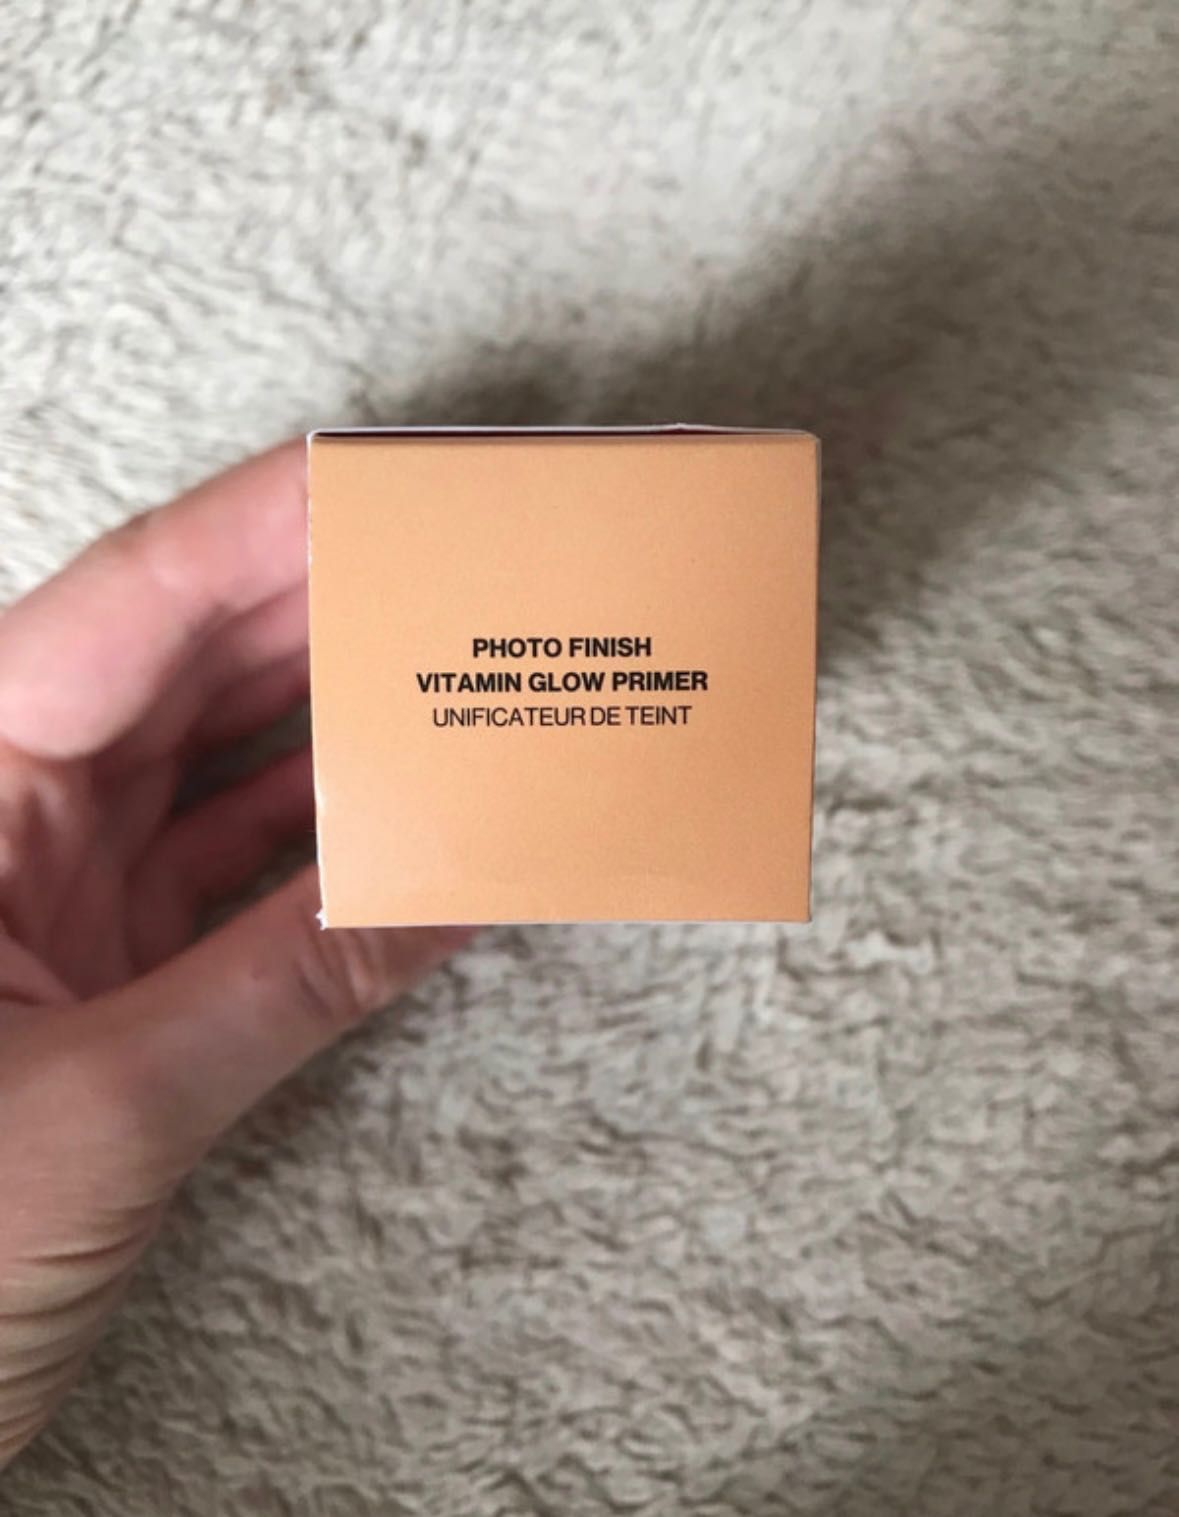 PHOTO FINISH
VITAMIN GLOW PRIMER
UNIFICATEUR DE TEINT